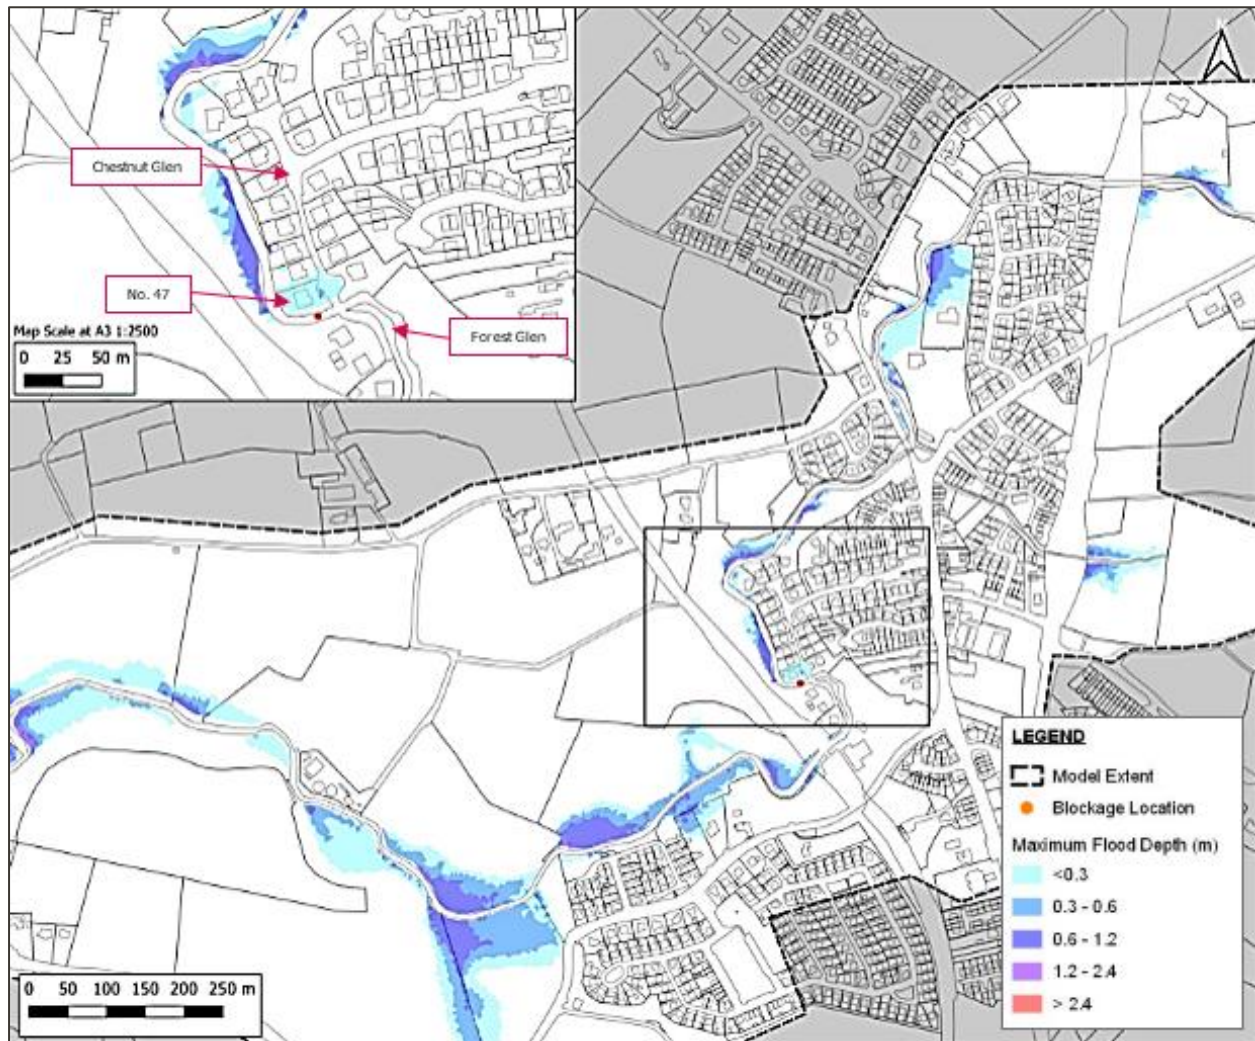 N
Chestnut Glen
No. 47
Forest Glen
Map Scale at A3 1:2500
0 25 50 m
0 50 100 150 200 250 m
LEGEND
Model Extent
Blockage Location
Maximum Flood Depth (m)
<0.3
0.3 - 0.6
0.6 - 1.2
1.2 - 2.4
> 2.4